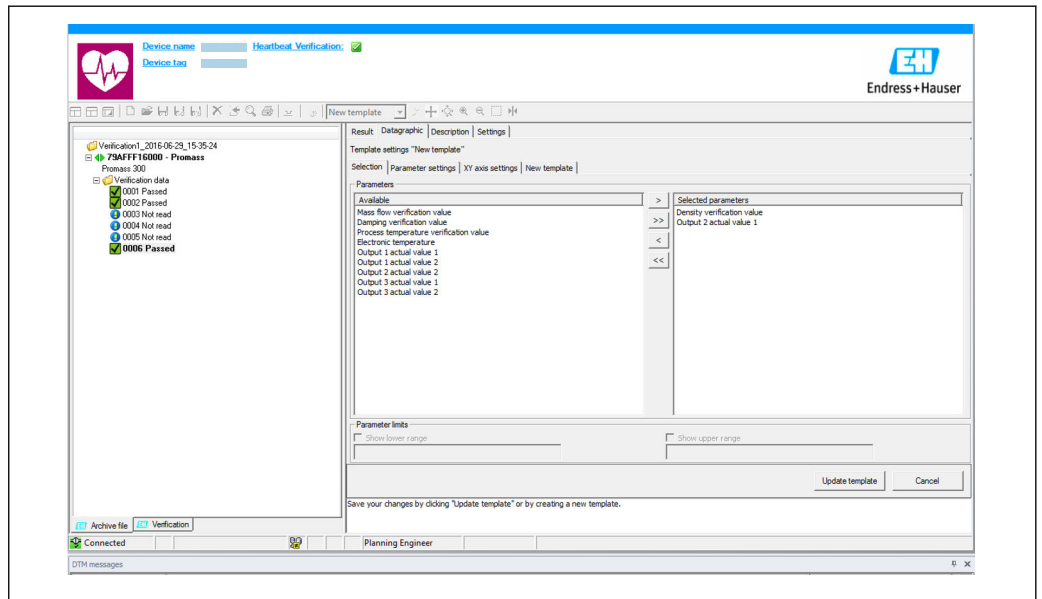 Device name Heartbeat Verification:
Device tag
EH
Endress+Hauser
New template
Result Datagraphic Description Settings
Template settings "New template"
Selection Parameter settings XY axis settings New template
Verification1_2016-06-29_15-35-24
79AFFF16000 - Promass
Promass 300
Verification data
0001 Passed
0002 Passed
0003 Not read
0004 Not read
0005 Not read
0006 Passed
Parameters
Available
Mass flow verification value
Damping verification value
Process temperature verification value
Electronic temperature
Output 1 actual value 1
Output 1 actual value 2
Output 2 actual value 2
Output 3 actual value 1
Output 3 actual value 2
>
>>
<
<<
Selected parameters
Density verification value
Output 2 actual value 1
Parameter limits
Show lower range
Show upper range
Update template Cancel
Save your changes by clicking "Update template" or by creating a new template.
EH Archive file EH Verification
Connected Planning Engineer
DTM messages